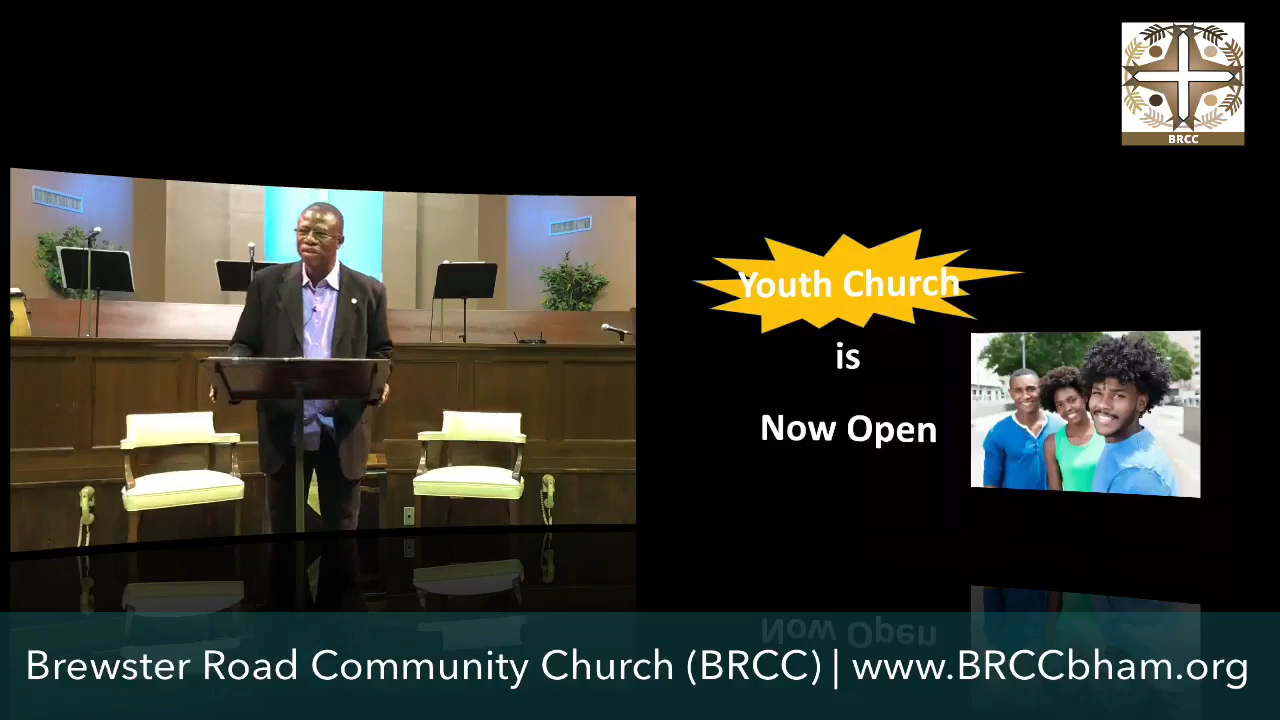 BRCC
Youth Church
is
Now Open
Brewster Road Community Church (BRCC) | www.BRCCbham.org